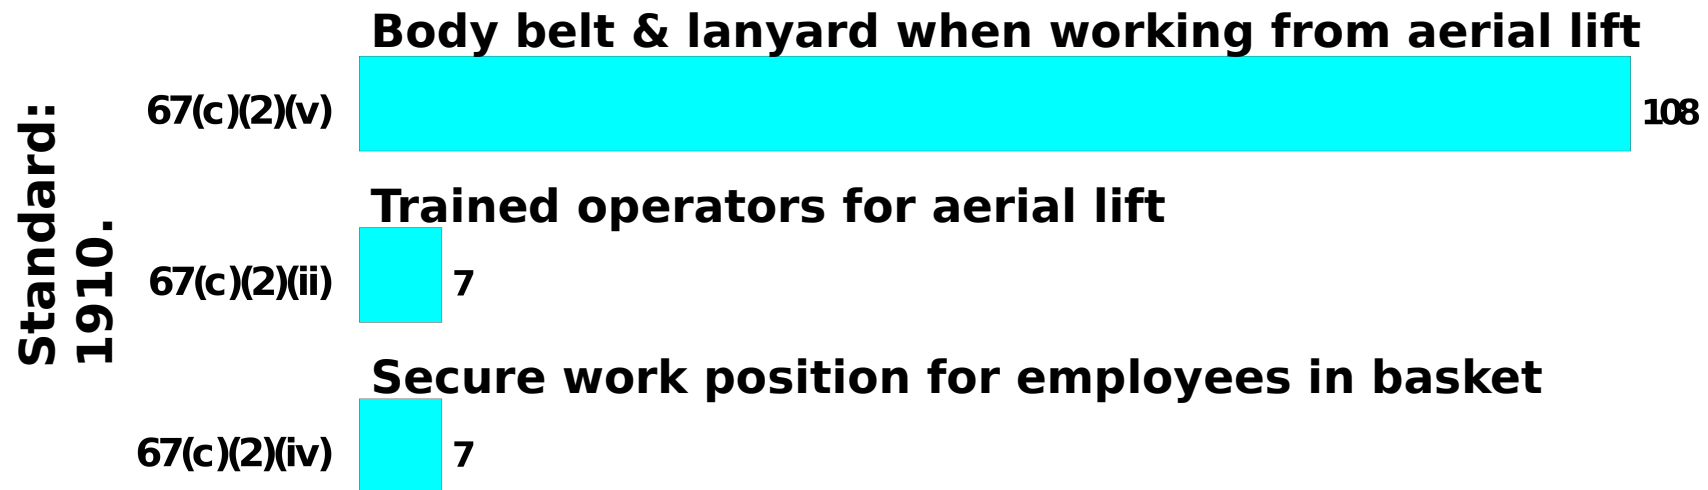 Standard:
1910.
Body belt & lanyard when working from aerial lift
67(c)(2)(v)
108
Trained operators for aerial lift
67(c)(2)(ii)
7
Secure work position for employees in basket
67(c)(2)(iv)
7